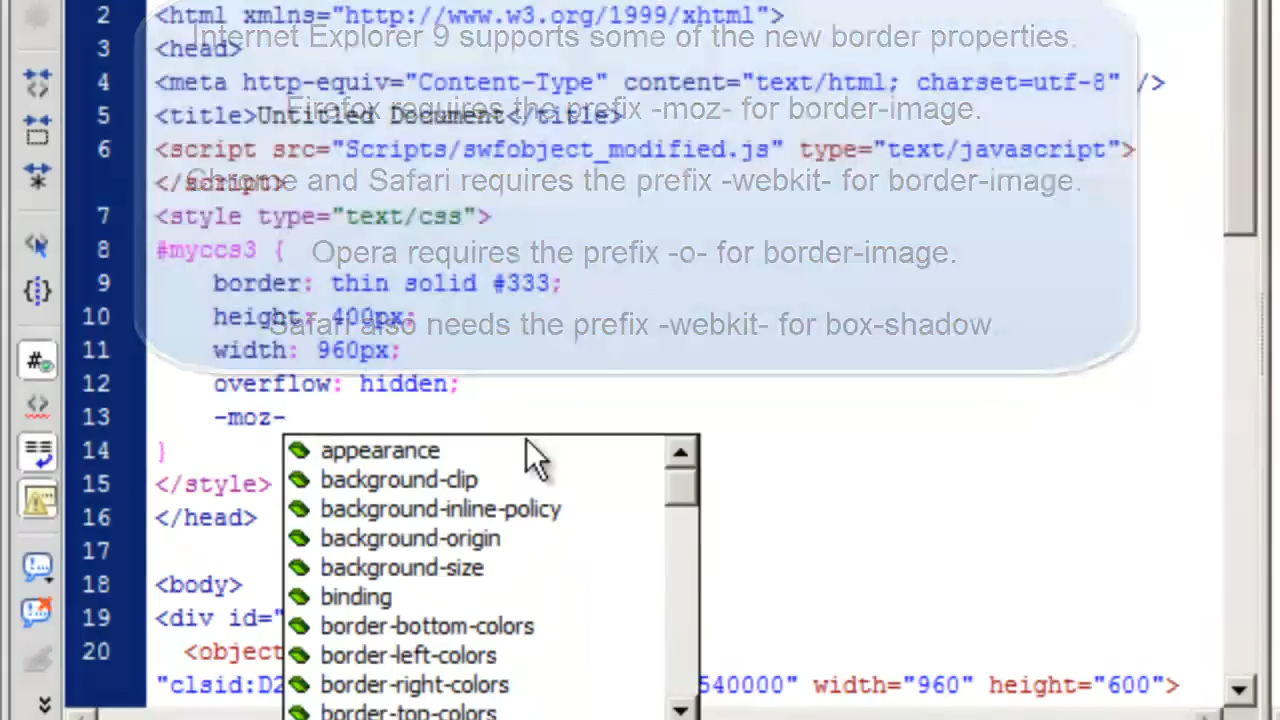 2 <html xmlns="http://www.w3.org/1999/xhtml">
Internet Explorer 9 supports some of the new border properties.
3 <head>
4 <meta http-equiv="Content-Type" content="text/html; charset=utf-8" />
Firefox requires the prefix -moz- for border-image.
5 <title>Untitled Document</title>
6 <script src="Scripts/swfobject_modified.js" type="text/javascript">
</script>
Chrome and Safari requires the prefix -webkit- for border-image.
7 <style type="text/css">
8 #myccs3 {
Opera requires the prefix -o- for border-image.
9 border: thin solid #333;
10 height: 400px;
Safari also needs the prefix -webkit- for box-shadow.
11 width: 960px;
12 overflow: hidden;
13 -moz-
14 }
appearance
15 </style>
background-clip
16 </head>
background-inline-policy
17
background-origin
background-size
18 <body>
binding
19 <div id="
border-bottom-colors
20 <object
border-left-colors
"clsid:D2
border-right-colors
540000" width="960" height="600">
border-top-colors